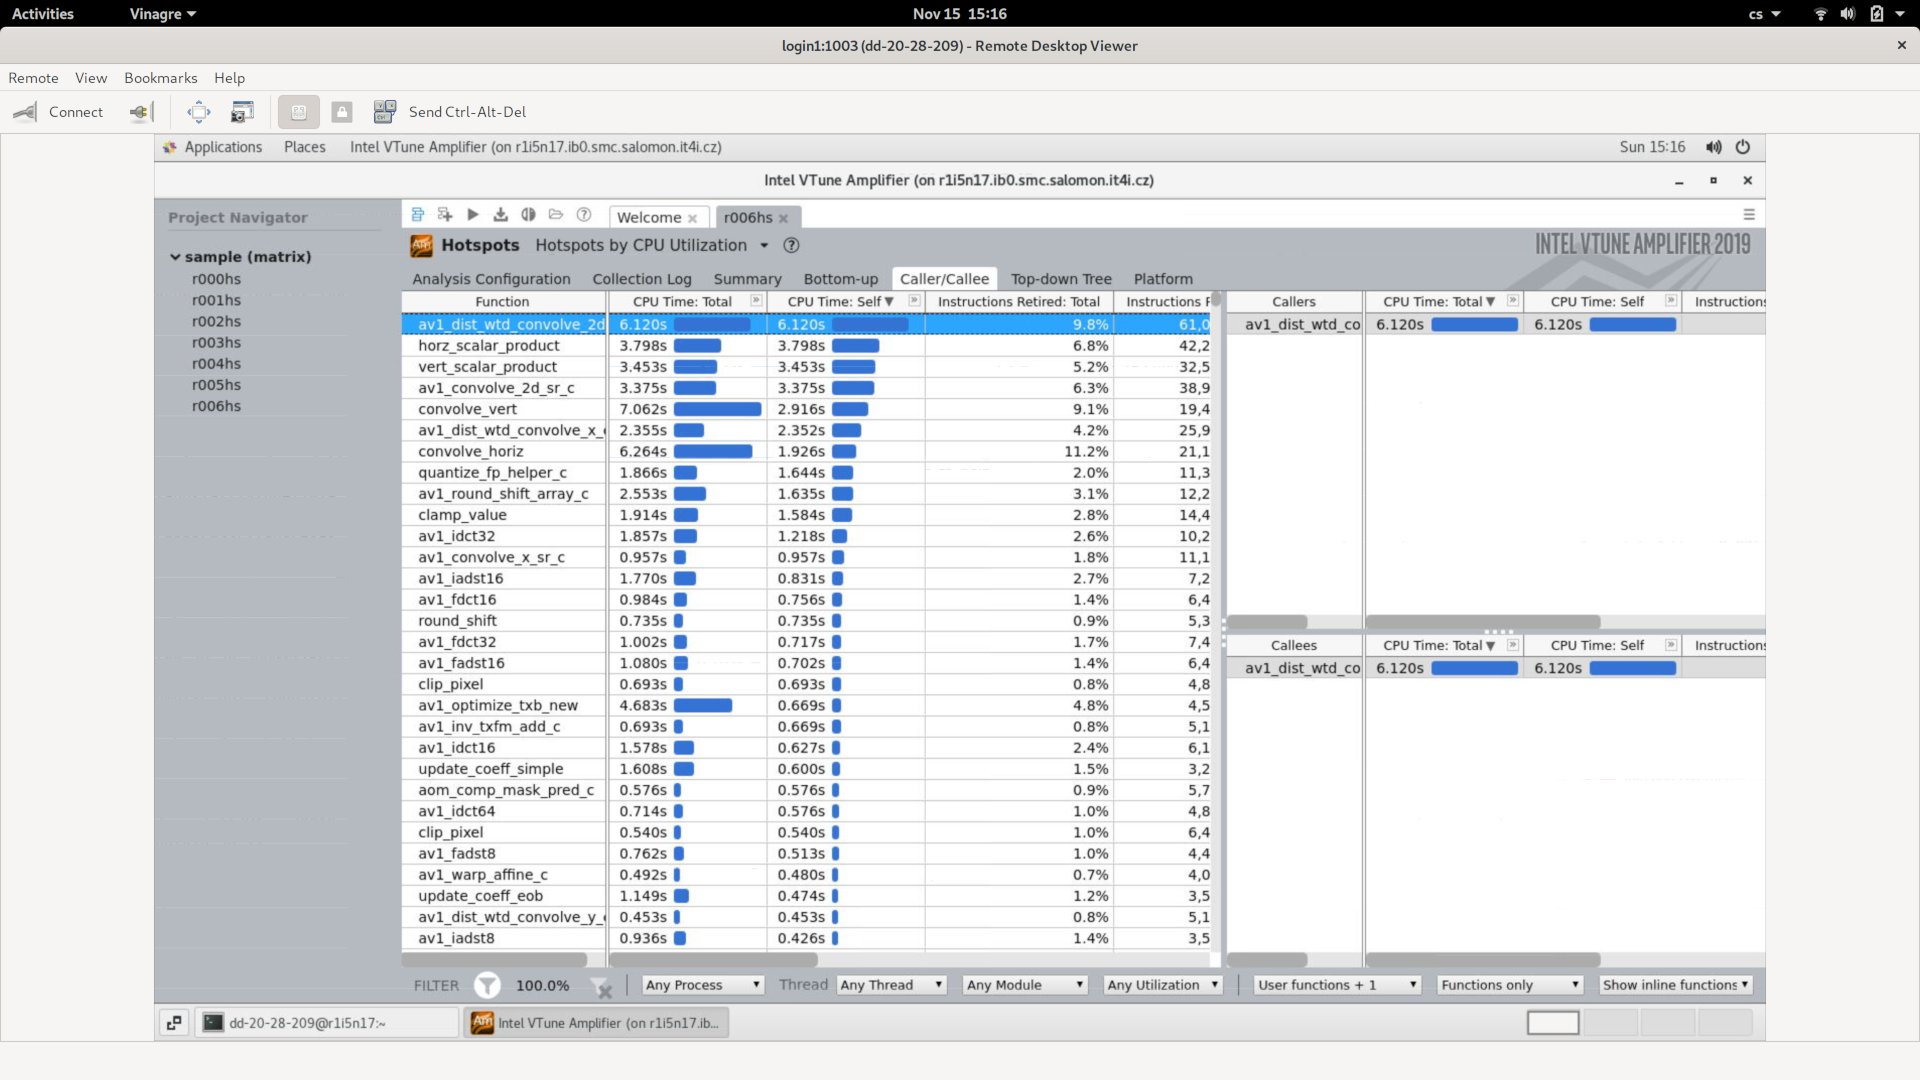 Activities Vinagre Nov 15 15:16 cs
login1:1003 (dd-20-28-209) - Remote Desktop Viewer
Remote View Bookmarks Help
Connect Send Ctrl-Alt-Del
Applications Places Intel VTune Amplifier (on r1i5n17.ib0.smc.salomon.it4i.cz) Sun 15:16
Intel VTune Amplifier (on r1i5n17.ib0.smc.salomon.it4i.cz)
Project Navigator
sample (matrix)
r000hs
r001hs
r002hs
r003hs
r004hs
r005hs
r006hs
Welcome r006hs
Hotspots Hotspots by CPU Utilization
INTEL VTUNE AMPLIFIER 2019
Analysis Configuration Collection Log Summary Bottom-up Caller/Callee Top-down Tree Platform
Function CPU Time: Total CPU Time: Self Instructions Retired: Total Instructions
av1_dist_wtd_convolve_2d 6.120s 6.120s 9.8% 61,0
horz_scalar_product 3.798s 3.798s 6.8% 42,2
vert_scalar_product 3.453s 3.453s 5.2% 32,5
av1_convolve_2d_sr_c 3.375s 3.375s 6.3% 38,9
convolve_vert 7.062s 2.916s 9.1% 19,4
av1_dist_wtd_convolve_x_ 2.355s 2.352s 4.2% 25,9
convolve_horiz 6.264s 1.926s 11.2% 21,1
quantize_fp_helper_c 1.866s 1.644s 2.0% 11,3
av1_round_shift_array_c 2.553s 1.635s 3.1% 12,2
clamp_value 1.914s 1.584s 2.8% 14,4
av1_idct32 1.857s 1.218s 2.6% 10,2
av1_convolve_x_sr_c 0.957s 0.957s 1.8% 11,1
av1_iadst16 1.770s 0.831s 2.7% 7,2
av1_fdct16 0.984s 0.756s 1.4% 6,4
round_shift 0.735s 0.735s 0.9% 5,3
av1_fdct32 1.002s 0.717s 1.7% 7,4
av1_fadst16 1.080s 0.702s 1.4% 6,4
clip_pixel 0.693s 0.693s 0.8% 4,8
av1_optimize_txb_new 4.683s 0.669s 4.8% 4,5
av1_inv_txfm_add_c 0.693s 0.669s 0.8% 5,1
av1_idct16 1.578s 0.627s 2.4% 6,1
update_coeff_simple 1.608s 0.600s 1.5% 3,2
aom_comp_mask_pred_c 0.576s 0.576s 0.9% 5,7
av1_idct64 0.714s 0.576s 1.0% 4,8
clip_pixel 0.540s 0.540s 1.0% 6,4
av1_fadst8 0.762s 0.513s 1.0% 4,4
av1_warp_affine_c 0.492s 0.480s 0.7% 4,0
update_coeff_eob 1.149s 0.474s 1.2% 3,5
av1_dist_wtd_convolve_y_ 0.453s 0.453s 0.8% 5,1
av1_iadst8 0.936s 0.426s 1.4% 3,5
Callers CPU Time: Total CPU Time: Self Instructions
av1_dist_wtd_co 6.120s 6.120s
Callees CPU Time: Total CPU Time: Self Instructions
av1_dist_wtd_co 6.120s 6.120s
FILTER 100.0% Any Process Thread Any Thread Any Module Any Utilization User functions + 1 Functions only Show inline functions
dd-20-28-209@r1i5n17:~ Intel VTune Amplifier (on r1i5n17.ib...